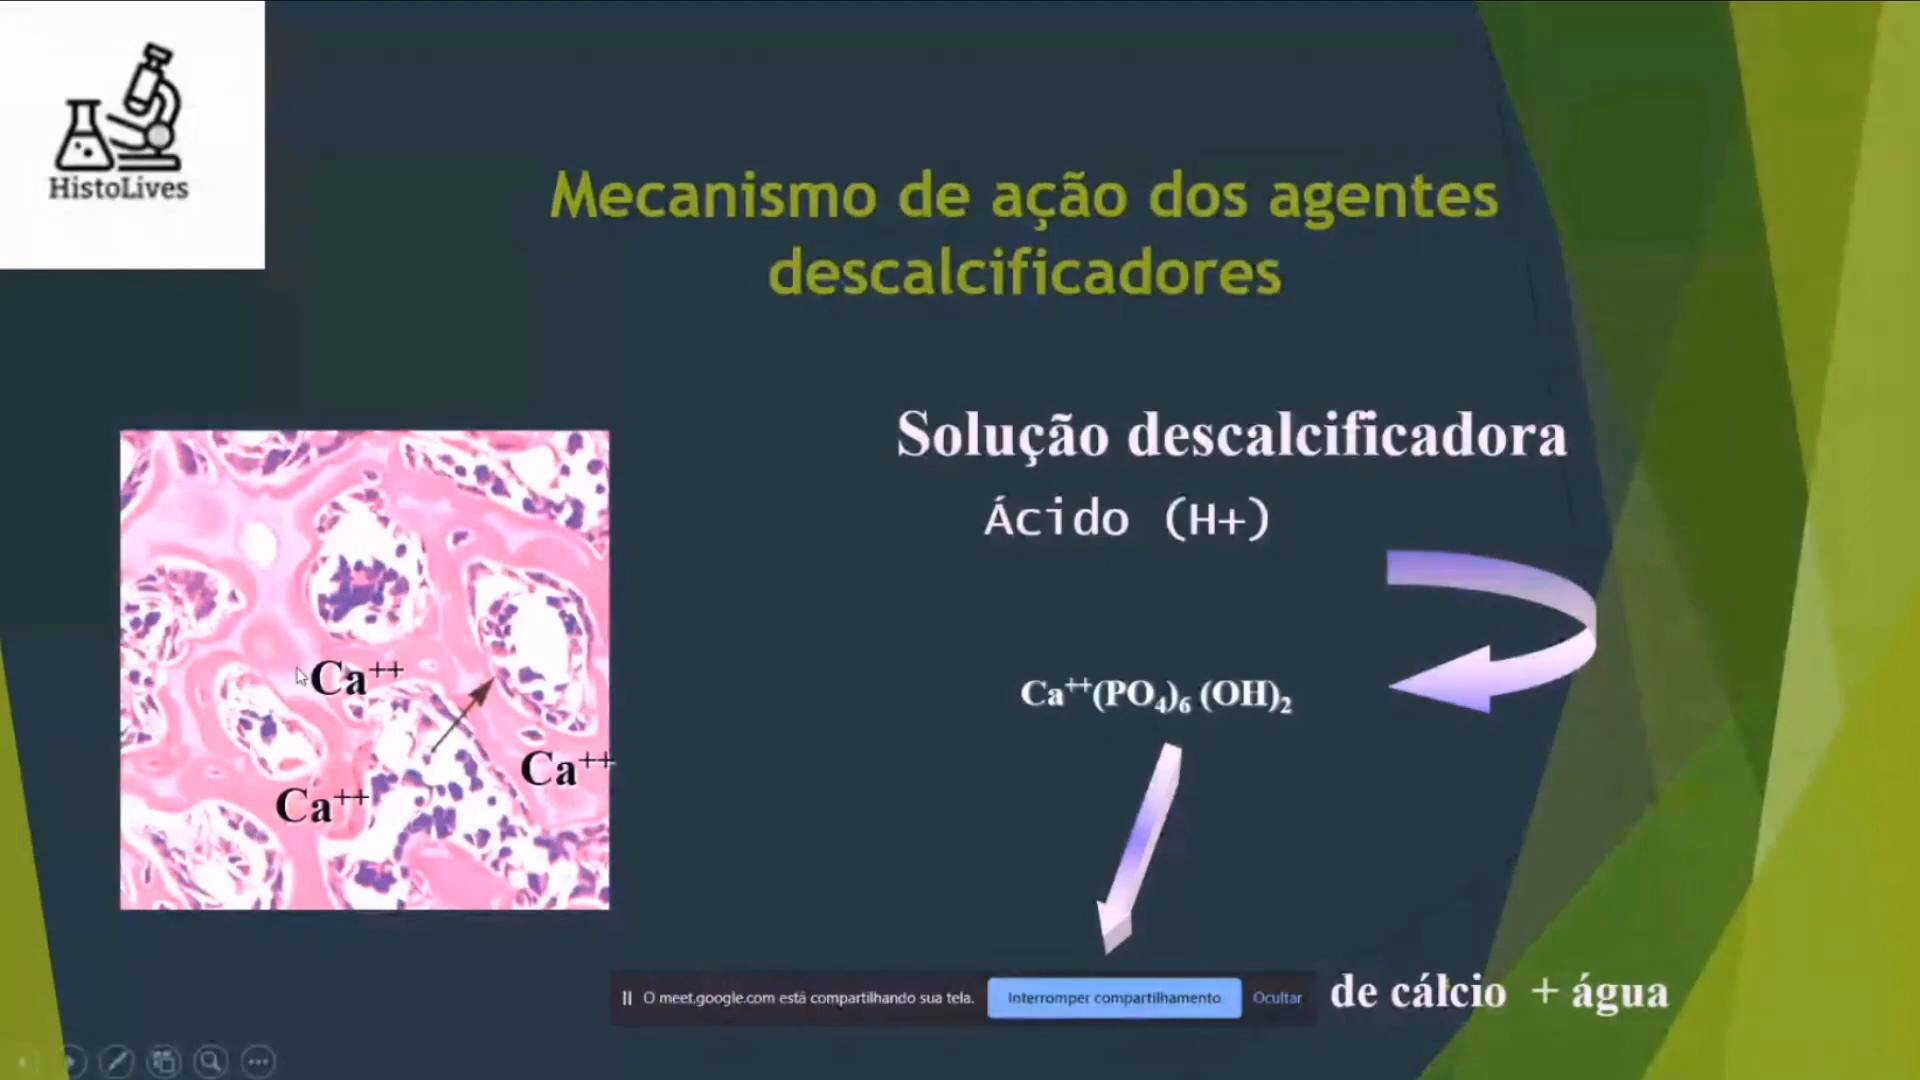 HistoLives
Mecanismo de ação dos agentes
descalcificadores
Solução descalcificadora
Ácido (H+)
Ca⁺⁺
Ca⁺⁺(PO₄)₆ (OH)₂
Ca⁺⁺
Ca⁺⁺
O meet.google.com está compartilhando sua tela.
Interromper compartilhamento
Ocultar
de cálcio + água